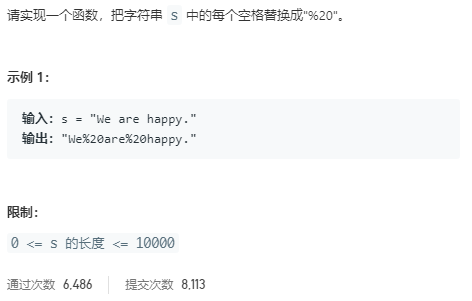 请实现一个函数，把字符串 s 中的每个空格替换成"%20"。
示例 1：
输入：s = "We are happy."
输出："We%20are%20happy."
限制：
0 <= s 的长度 <= 10000
通过次数 6,486 提交次数 8,113